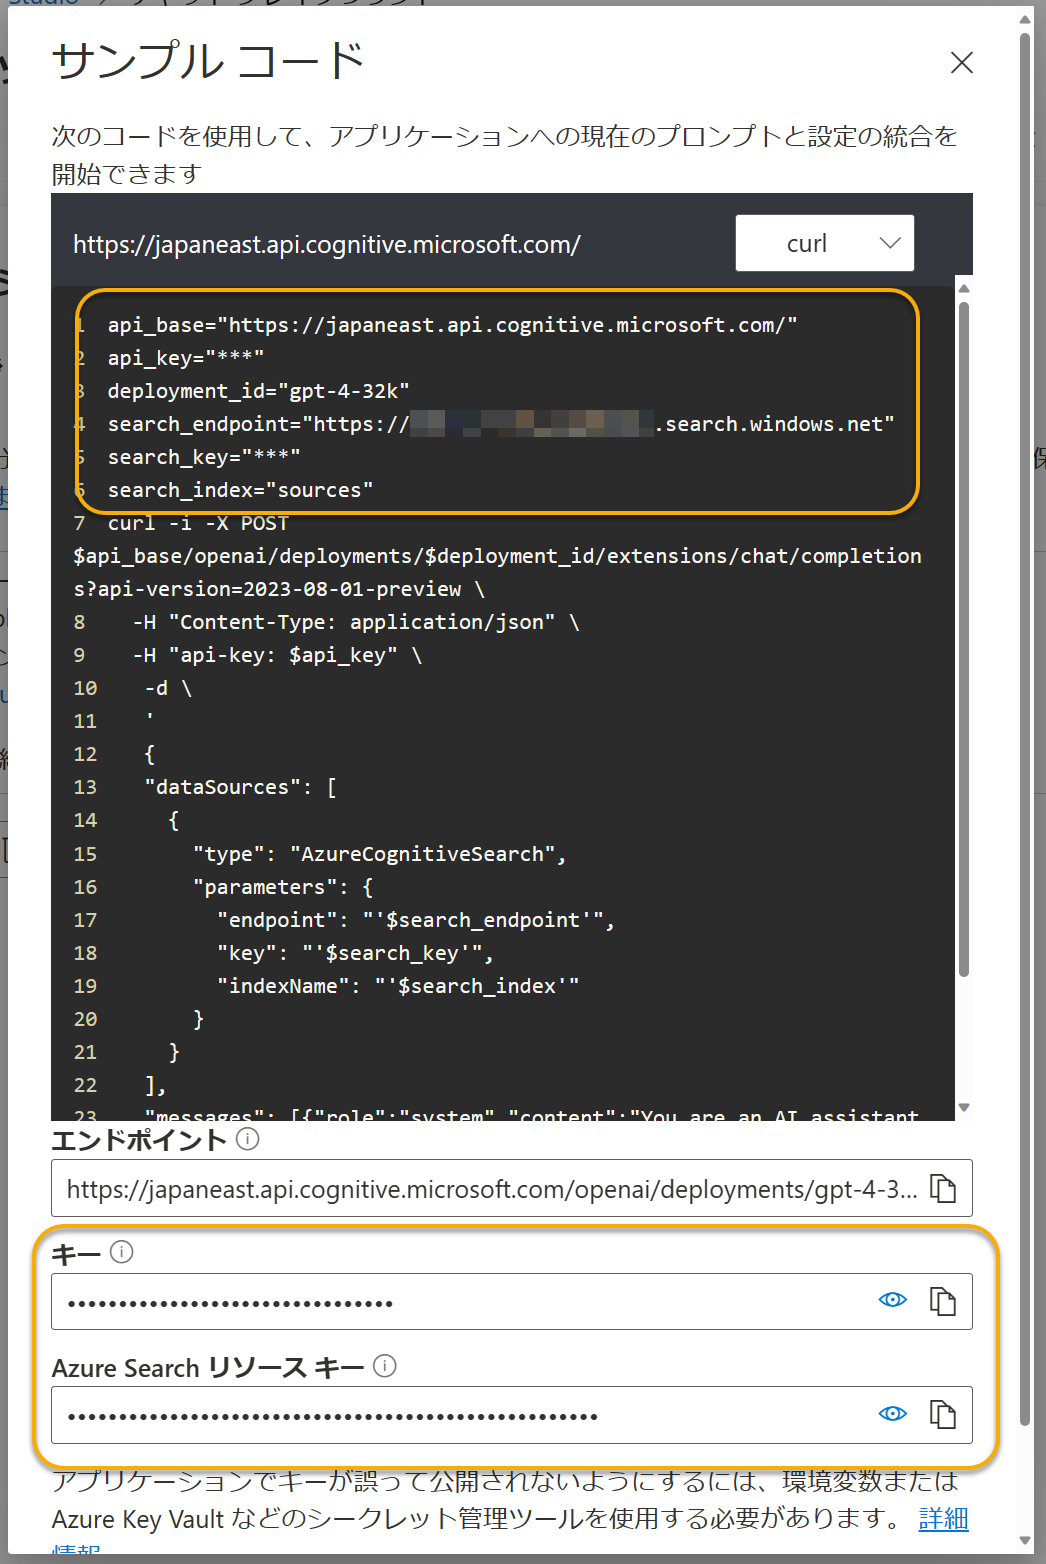 サンプル コード
次のコードを使用して、アプリケーションへの現在のプロンプトと設定の統合を
開始できます
https://japaneast.api.cognitive.microsoft.com/
curl
1 api_base="https://japaneast.api.cognitive.microsoft.com/"
2 api_key="***"
3 deployment_id="gpt-4-32k"
4 search_endpoint="https:// .search.windows.net"
5 search_key="***"
6 search_index="sources"
7 curl -i -X POST
$api_base/openai/deployments/$deployment_id/extensions/chat/completion
s?api-version=2023-08-01-preview \
8 -H "Content-Type: application/json" \
9 -H "api-key: $api_key" \
10 -d \
11 '
12 {
13 "dataSources": [
14 {
15 "type": "AzureCognitiveSearch",
16 "parameters": {
17 "endpoint": "'$search_endpoint'",
18 "key": "'$search_key'",
19 "indexName": "'$search_index'"
20 }
21 }
22 ],
23 "messages": [{"role":"system","content":"You are an AI assistant
エンドポイント
https://japaneast.api.cognitive.microsoft.com/openai/deployments/gpt-4-3...
キー
••••••••••••••••••••••••••••••••
Azure Search リソース キー
••••••••••••••••••••••••••••••••••••••••••••••••••••
アプリケーションでキーが誤って公開されないようにするには、環境変数または
Azure Key Vault などのシークレット管理ツールを使用する必要があります。 詳細
情報